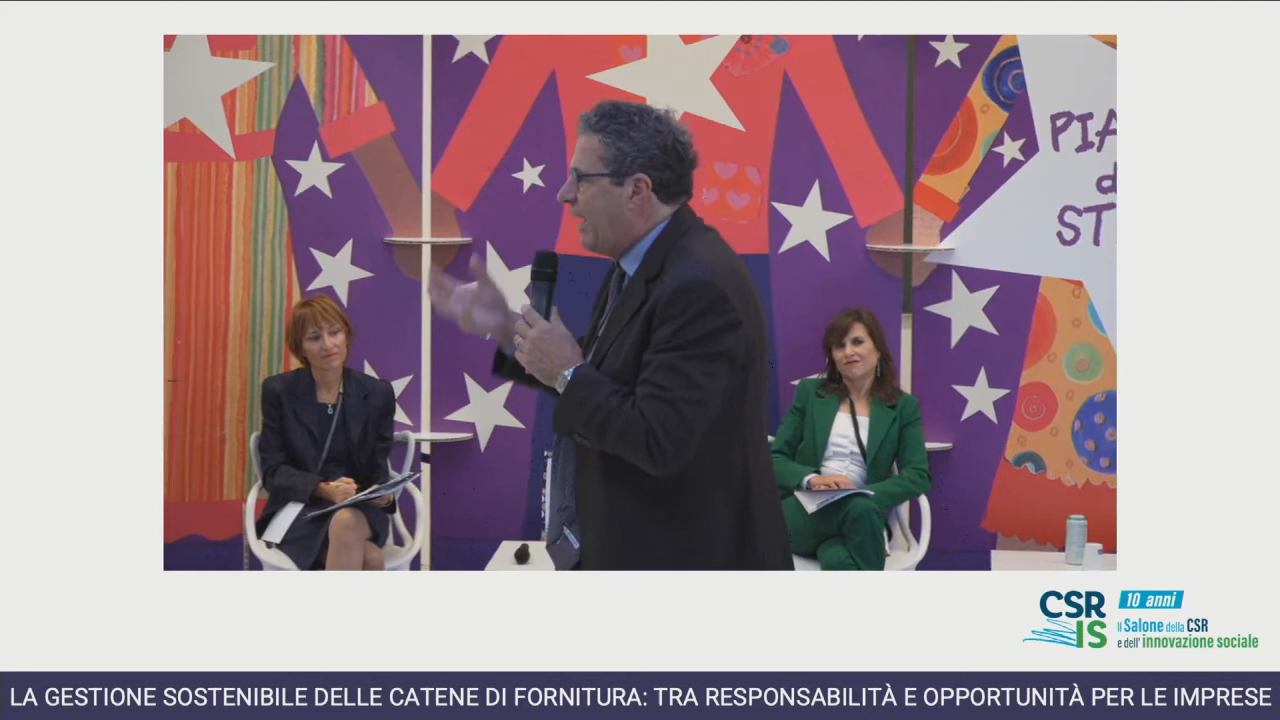 PIA
d
ST
CSR
IS
10 anni
Il Salone della CSR
e dell'innovazione sociale
LA GESTIONE SOSTENIBILE DELLE CATENE DI FORNITURA: TRA RESPONSABILITÀ E OPPORTUNITÀ PER LE IMPRESE